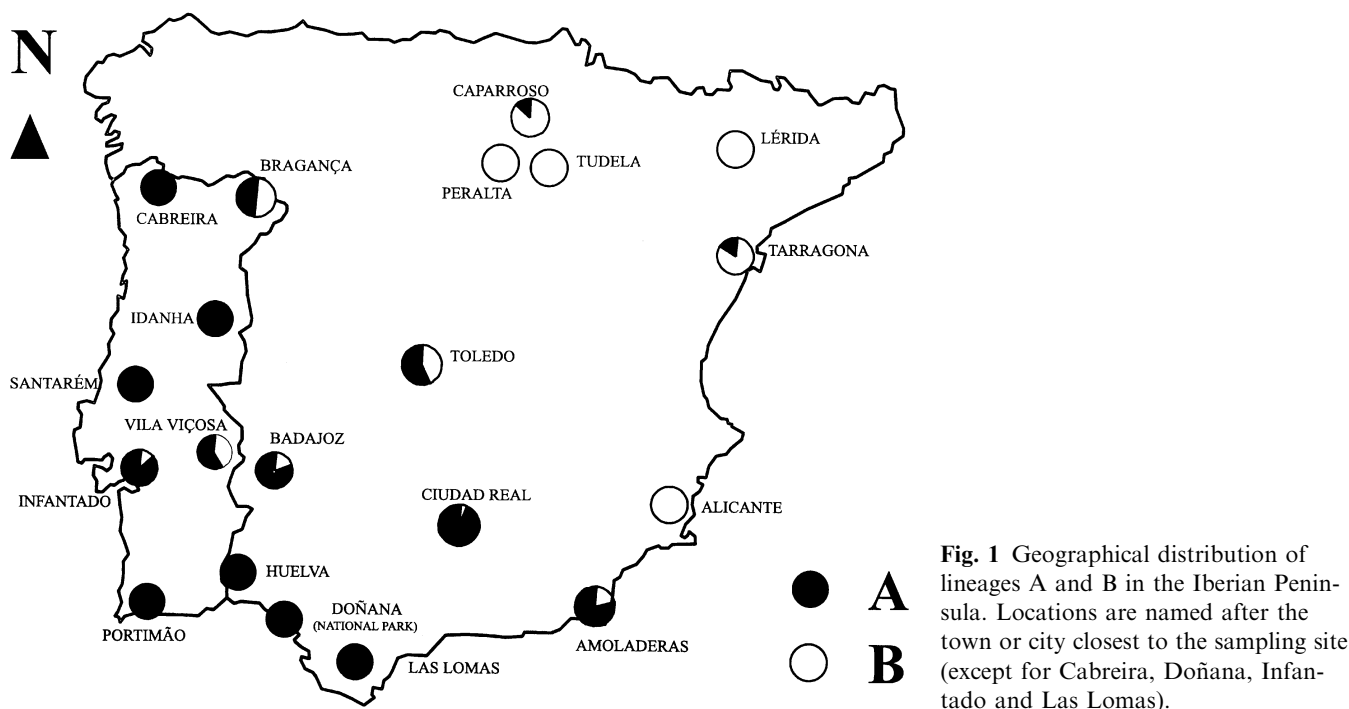 N
CAPARROSO
LÉRIDA
BRAGANÇA
TUDELA
PERALTA
CABREIRA
TARRAGONA
IDANHA
TOLEDO
SANTARÉM
VILA VIÇOSA
BADAJOZ
CIUDAD REAL
INFANTADO
ALICANTE
HUELVA
DOÑANA
(NATIONAL PARK)
PORTIMÃO
LAS LOMAS
AMOLADERAS
A
B
Fig. 1 Geographical distribution of
lineages A and B in the Iberian Penin-
sula. Locations are named after the
town or city closest to the sampling site
(except for Cabreira, Doñana, Infan-
tado and Las Lomas).